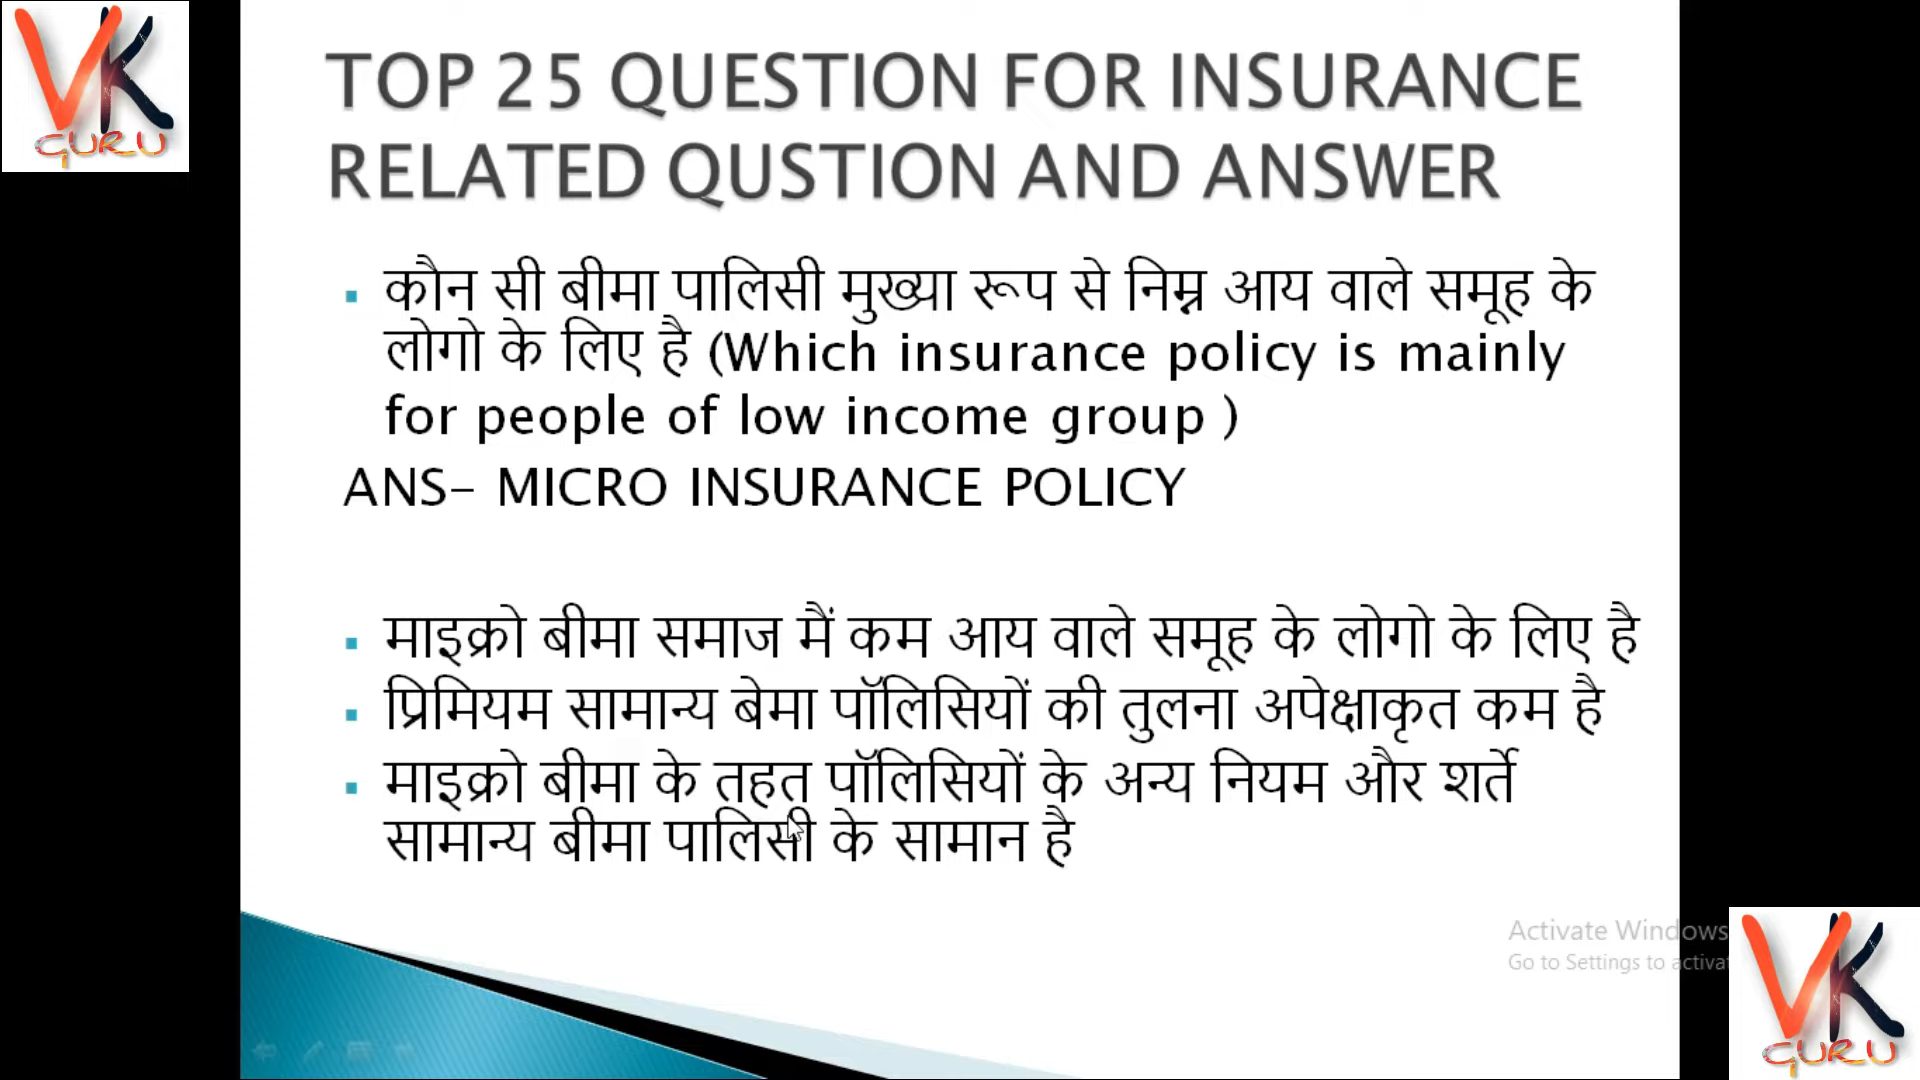 VK
GURU
TOP 25 QUESTION FOR INSURANCE
RELATED QUSTION AND ANSWER
कौन सी बीमा पालिसी मुख्या रूप से निम्न आय वाले समूह के
लोगो के लिए है (Which insurance policy is mainly
for people of low income group )
ANS- MICRO INSURANCE POLICY
माइक्रो बीमा समाज मैं कम आय वाले समूह के लोगो के लिए है
प्रिमियम सामान्य बेमा पॉलिसियों की तुलना अपेक्षाकृत कम है
माइक्रो बीमा के तहत पॉलिसियों के अन्य नियम और शर्ते
सामान्य बीमा पालिसी के सामान है
Activate Windows
Go to Settings to activat
VK
GURU